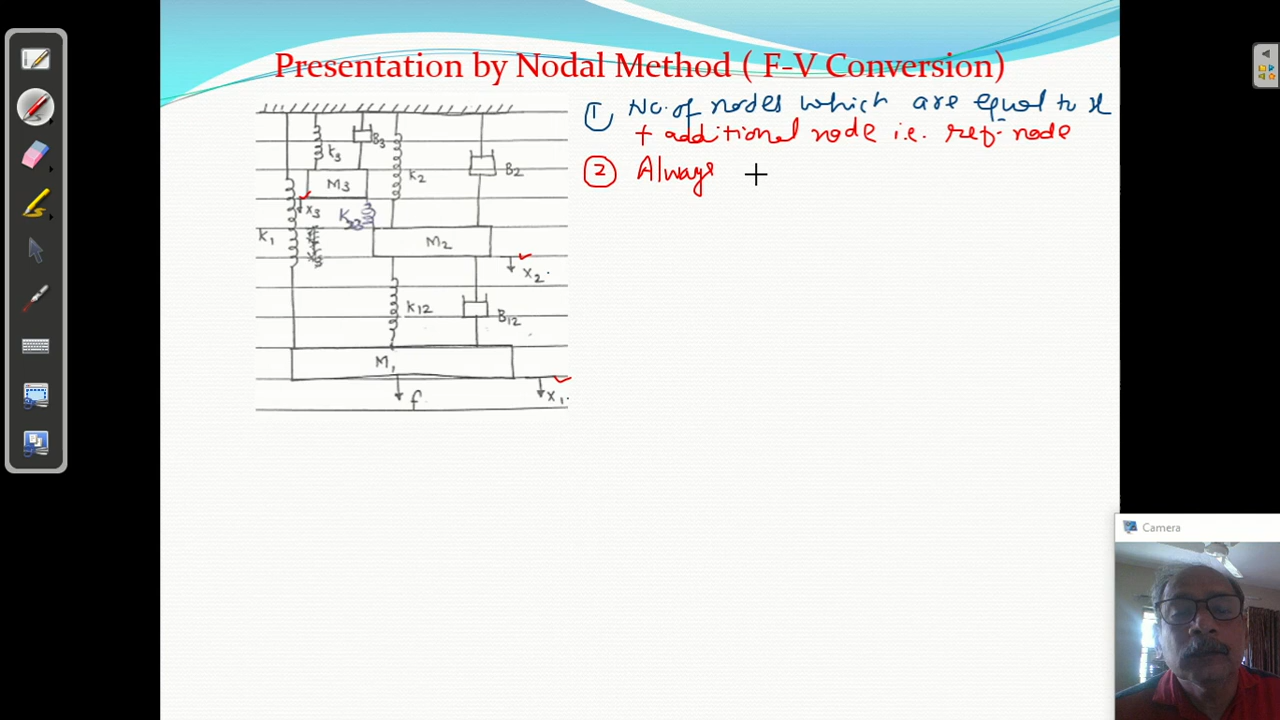 Presentation by Nodal Method ( F-V Conversion)
① No. of nodes which are equal to x
+ additional node i.e. ref-node
② Always
K3
B3
K2
B2
M3
x3
K1
M2
x2.
K12
B12
M1
f
x1.
Camera